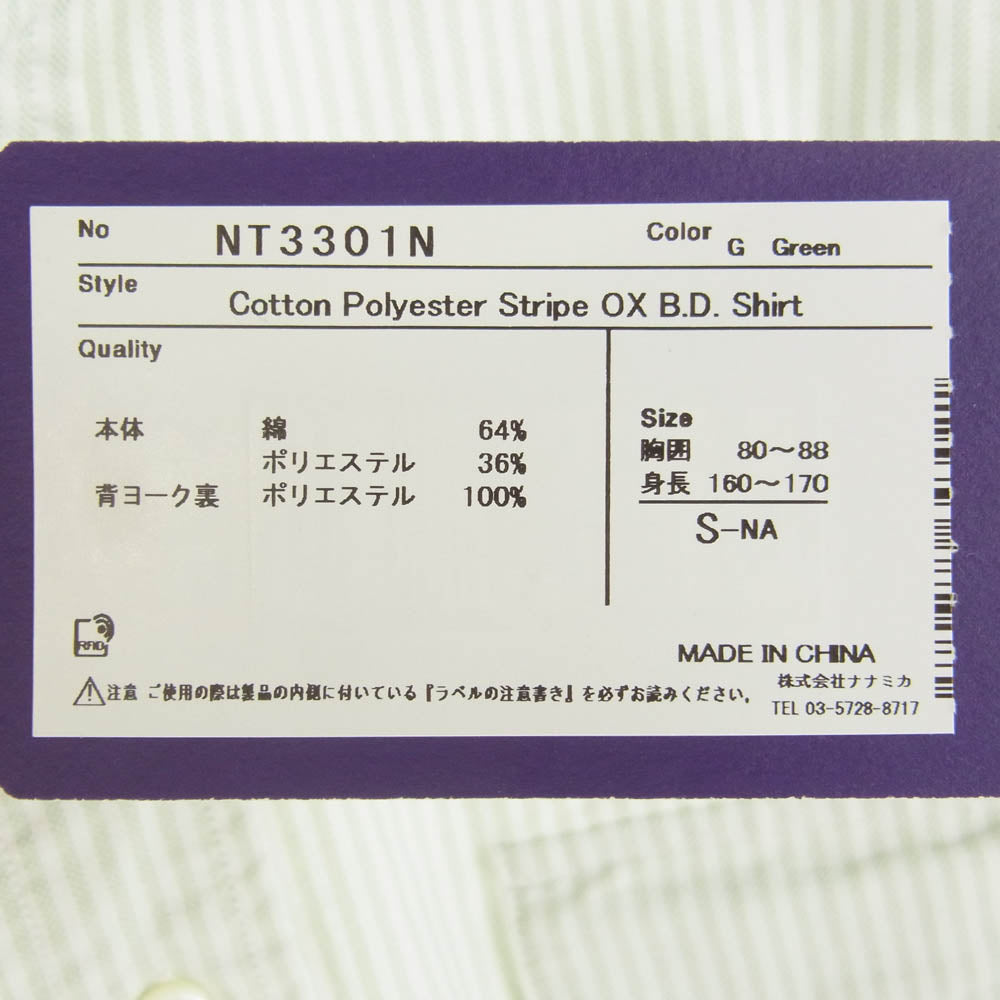 No NT3301N Color G Green
Style Cotton Polyester Stripe OX B.D. Shirt
Quality
本体 綿 64%
ポリエステル 36%
背ヨーク裏 ポリエステル 100%
Size
胸囲 80～88
身長 160～170
S-NA
RFID
MADE IN CHINA
株式会社ナナミカ
TEL 03-5728-8717
注意 ご使用の際は製品の内側に付いている『ラベルの注意書き』を必ずお読みください。